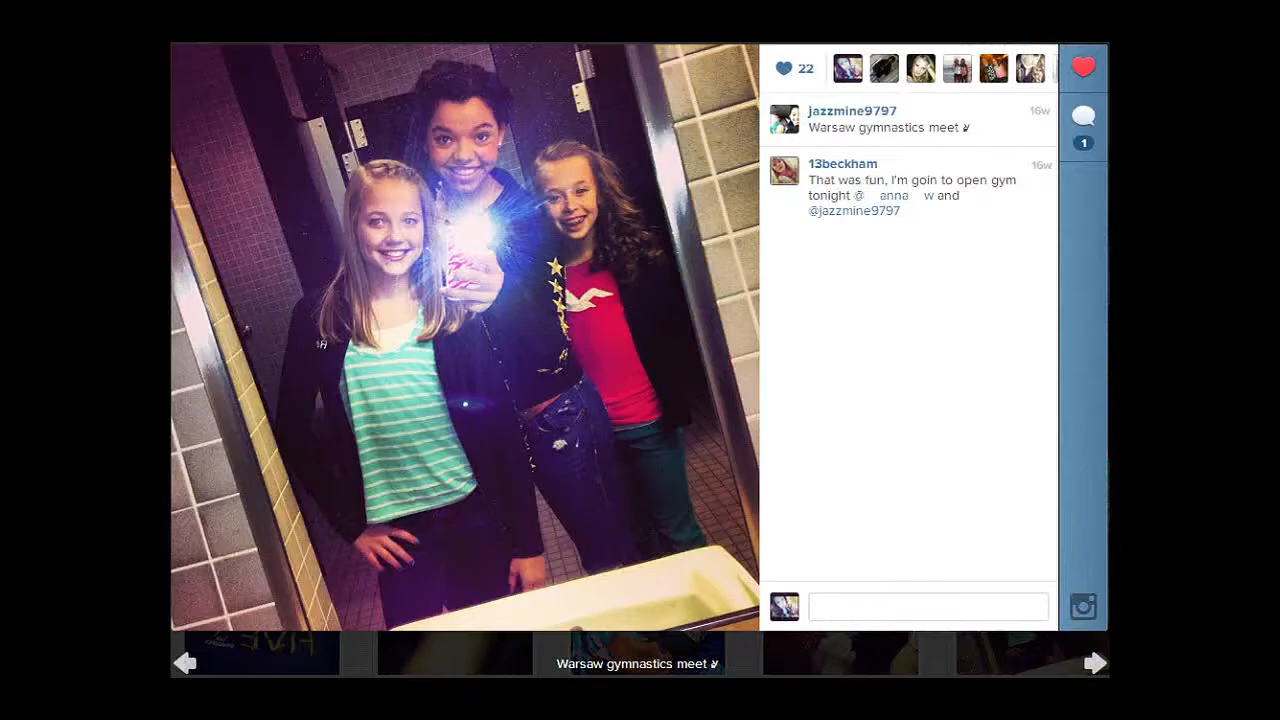 22
jazzmine9797
16w
Warsaw gymnastics meet ✌
13beckham
16w
That was fun, I'm goin to open gym
tonight @ anna w and
@jazzmine9797
1
Warsaw gymnastics meet ✌